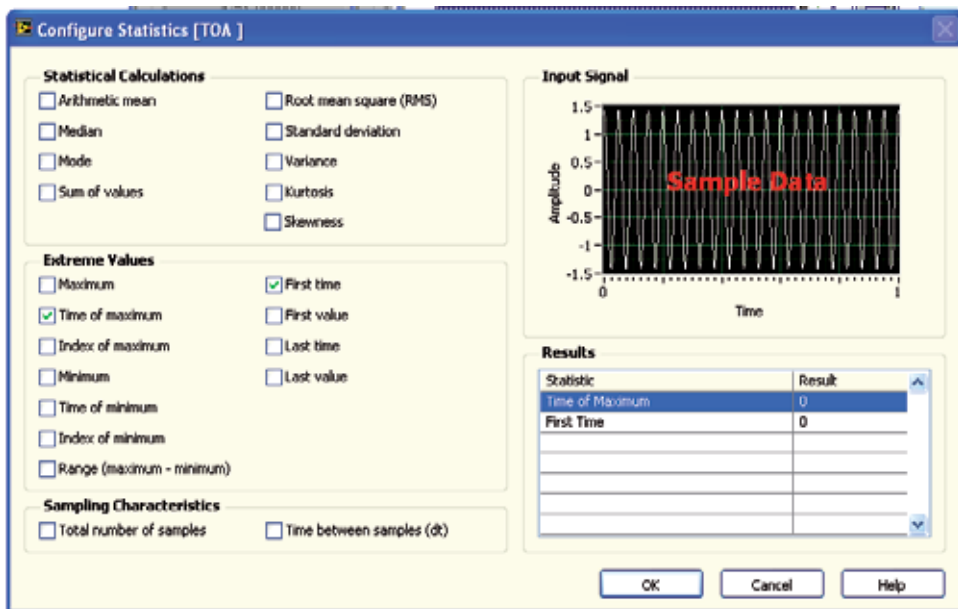 Configure Statistics [TOA ]
Statistical Calculations
Arithmetic mean
Median
Mode
Sum of values
Root mean square (RMS)
Standard deviation
Variance
Kurtosis
Skewness
Extreme Values
Maximum
Time of maximum
Index of maximum
Minimum
Time of minimum
Index of minimum
Range (maximum - minimum)
First time
First value
Last time
Last value
Sampling Characteristics
Total number of samples
Time between samples (dt)
Input Signal
Amplitude
1.5
1
0.5
0
-0.5
-1
-1.5
Sample Data
0 1
Time
Results
Statistic Result
Time of Maximum 0
First Time 0
OK Cancel Help